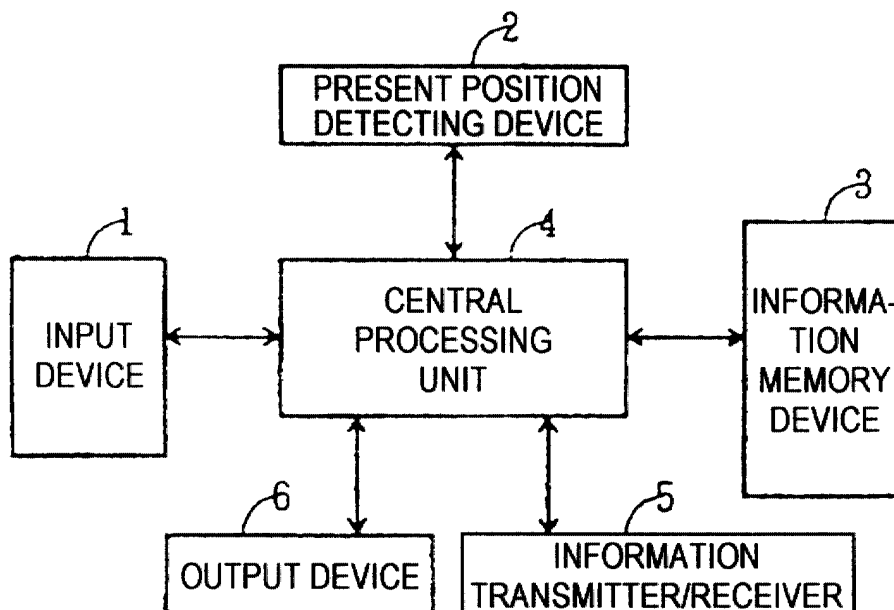 2
PRESENT POSITION
DETECTING DEVICE
1
INPUT
DEVICE
4
CENTRAL
PROCESSING
UNIT
3
INFORMA-
TION
MEMORY
DEVICE
6
OUTPUT DEVICE
5
INFORMATION
TRANSMITTER/RECEIVER